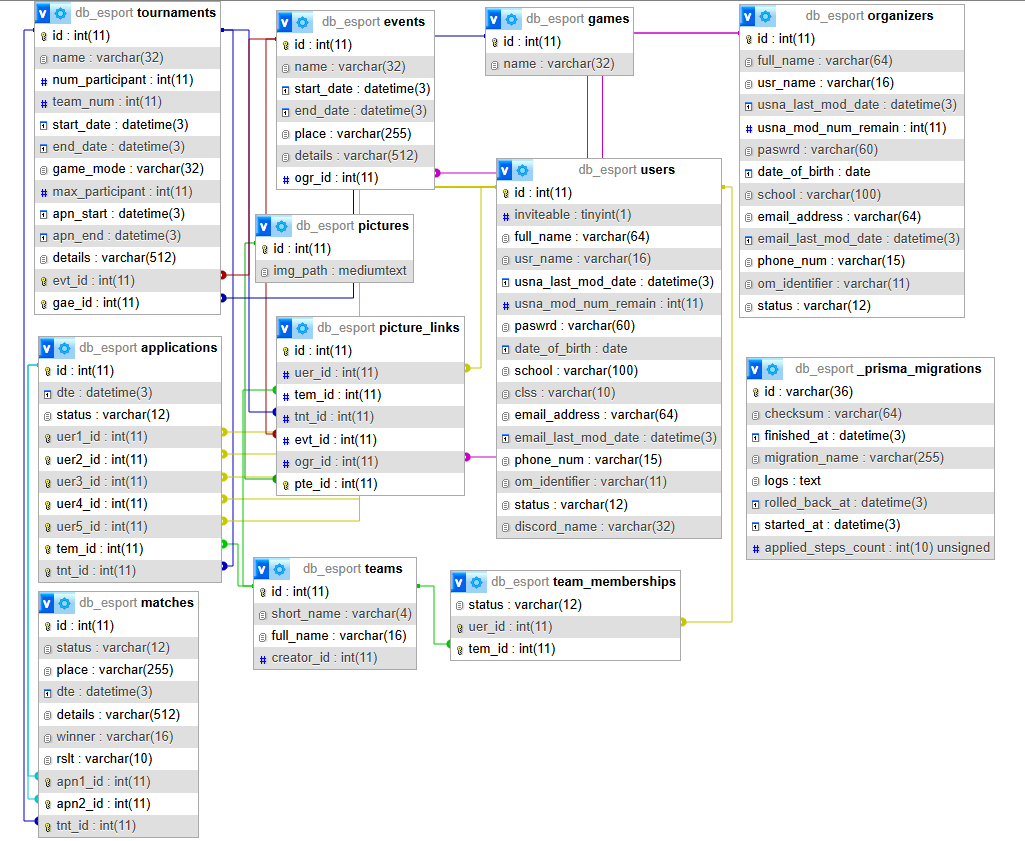 db_esport tournaments
id : int(11)
name : varchar(32)
num_participant : int(11)
team_num : int(11)
start_date : datetime(3)
end_date : datetime(3)
game_mode : varchar(32)
max_participant : int(11)
apn_start : datetime(3)
apn_end : datetime(3)
details : varchar(512)
evt_id : int(11)
gae_id : int(11)
db_esport events
id : int(11)
name : varchar(32)
start_date : datetime(3)
end_date : datetime(3)
place : varchar(255)
details : varchar(512)
ogr_id : int(11)
db_esport games
id : int(11)
name : varchar(32)
db_esport organizers
id : int(11)
full_name : varchar(64)
usr_name : varchar(16)
usna_last_mod_date : datetime(3)
usna_mod_num_remain : int(11)
paswrd : varchar(60)
date_of_birth : date
school : varchar(100)
email_address : varchar(64)
email_last_mod_date : datetime(3)
phone_num : varchar(15)
om_identifier : varchar(11)
status : varchar(12)
db_esport pictures
id : int(11)
img_path : mediumtext
db_esport users
id : int(11)
inviteable : tinyint(1)
full_name : varchar(64)
usr_name : varchar(16)
usna_last_mod_date : datetime(3)
usna_mod_num_remain : int(11)
paswrd : varchar(60)
date_of_birth : date
school : varchar(100)
clss : varchar(10)
email_address : varchar(64)
email_last_mod_date : datetime(3)
phone_num : varchar(15)
om_identifier : varchar(11)
status : varchar(12)
discord_name : varchar(32)
db_esport picture_links
id : int(11)
uer_id : int(11)
tem_id : int(11)
tnt_id : int(11)
evt_id : int(11)
ogr_id : int(11)
pte_id : int(11)
db_esport applications
id : int(11)
dte : datetime(3)
status : varchar(12)
uer1_id : int(11)
uer2_id : int(11)
uer3_id : int(11)
uer4_id : int(11)
uer5_id : int(11)
tem_id : int(11)
tnt_id : int(11)
db_esport _prisma_migrations
id : varchar(36)
checksum : varchar(64)
finished_at : datetime(3)
migration_name : varchar(255)
logs : text
rolled_back_at : datetime(3)
started_at : datetime(3)
applied_steps_count : int(10) unsigned
db_esport teams
id : int(11)
short_name : varchar(4)
full_name : varchar(16)
creator_id : int(11)
db_esport team_memberships
status : varchar(12)
uer_id : int(11)
tem_id : int(11)
db_esport matches
id : int(11)
status : varchar(12)
place : varchar(255)
dte : datetime(3)
details : varchar(512)
winner : varchar(16)
rslt : varchar(10)
apn1_id : int(11)
apn2_id : int(11)
tnt_id : int(11)